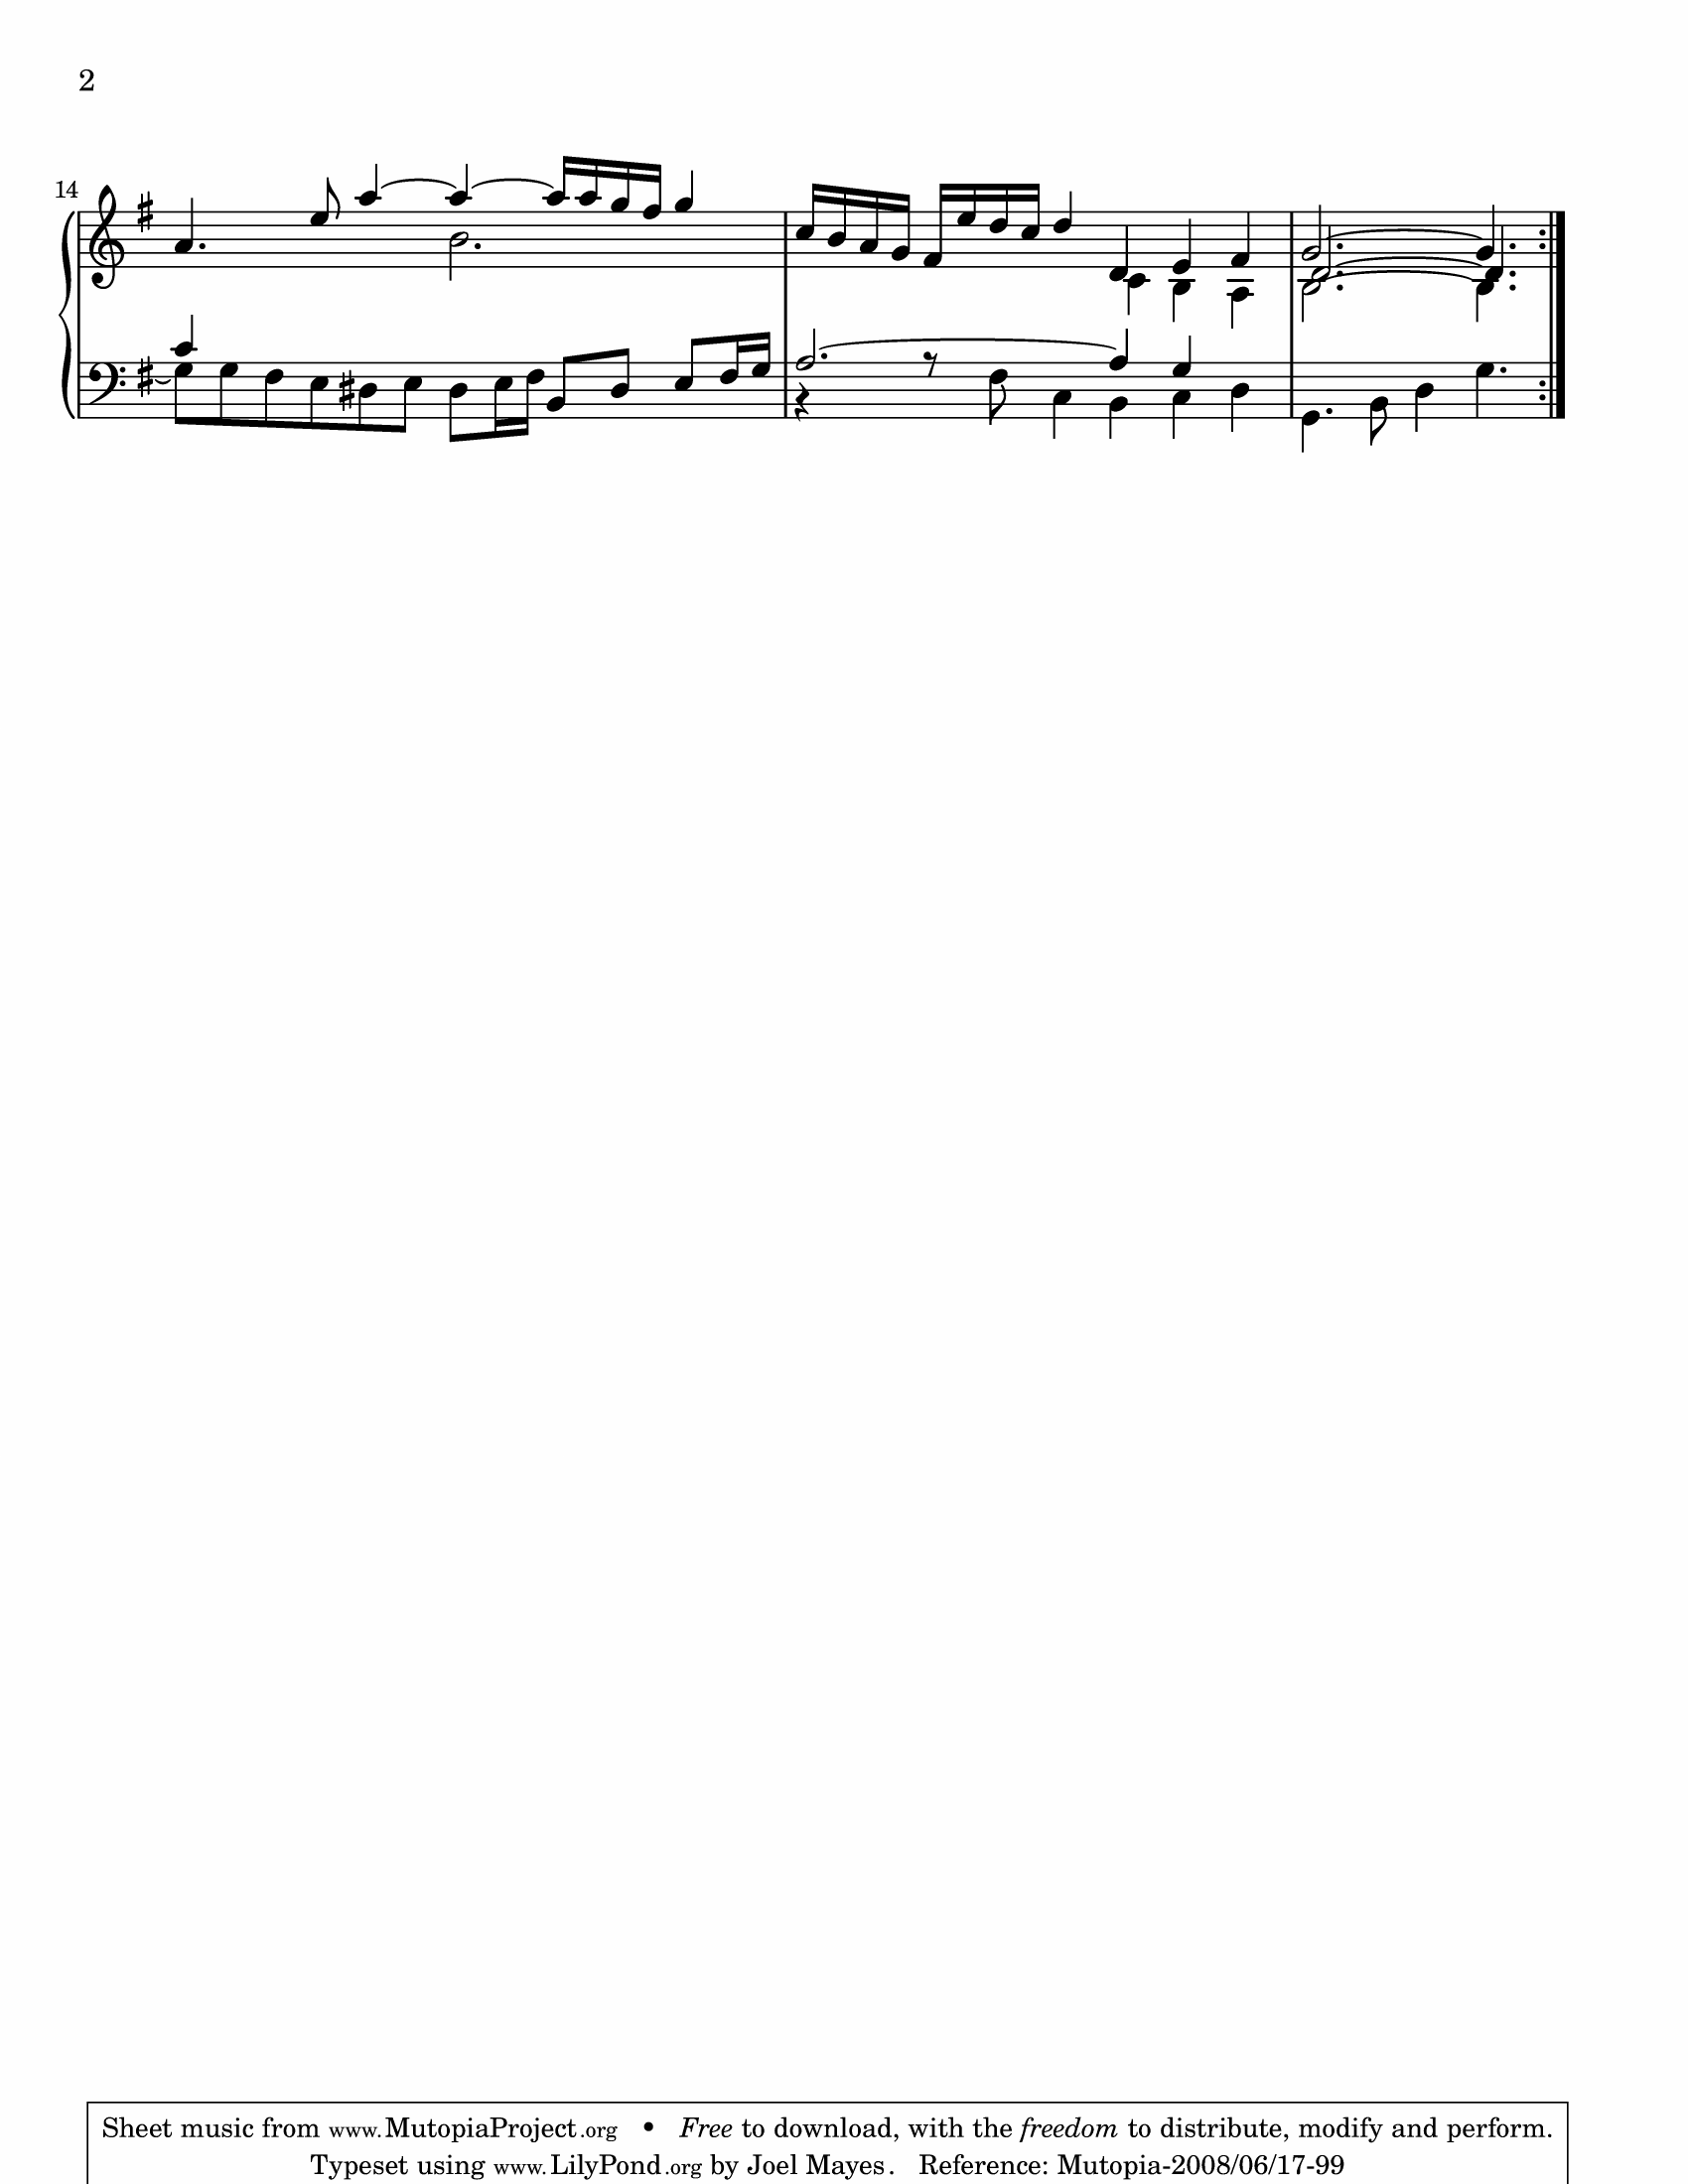 2
14
Sheet music from www.MutopiaProject.org • Free to download, with the freedom to distribute, modify and perform.
Typeset using www.LilyPond.org by Joel Mayes. Reference: Mutopia-2008/06/17-99